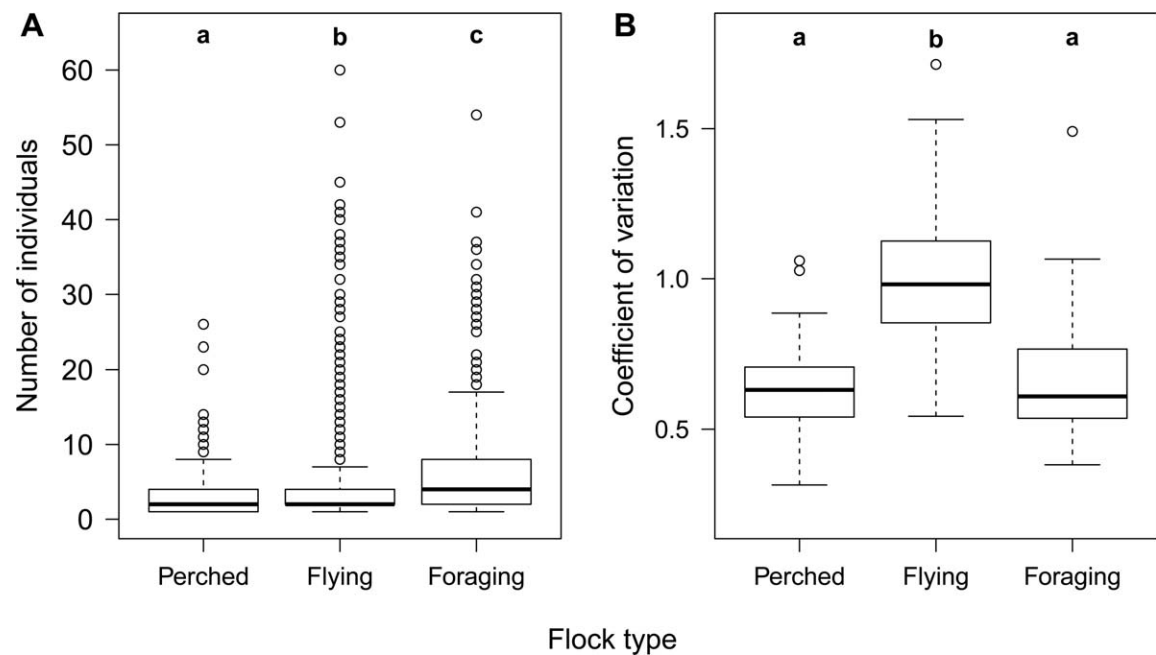 A
a b c
Number of individuals
60
50
40
30
20
10
0
Perched Flying Foraging
B
a b a
Coefficient of variation
1.5
1.0
0.5
Perched Flying Foraging
Flock type